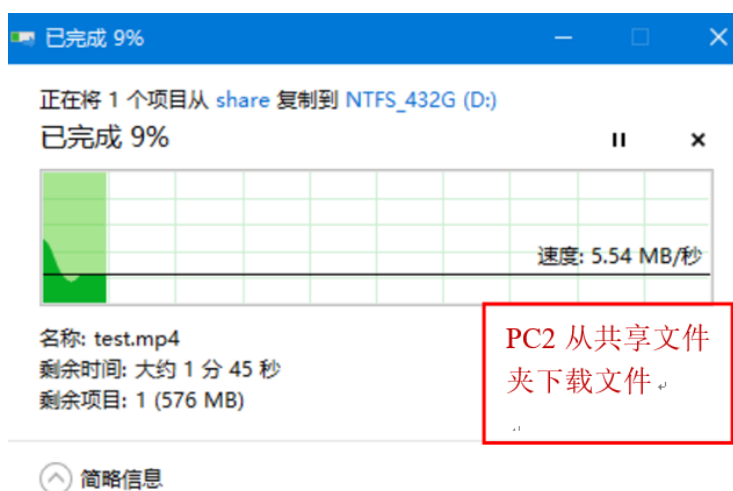 已完成 9%
正在将 1 个项目从 share 复制到 NTFS_432G (D:)
已完成 9%
速度: 5.54 MB/秒
名称: test.mp4
剩余时间: 大约 1 分 45 秒
剩余项目: 1 (576 MB)
PC2 从共享文件
夹下载文件
简略信息